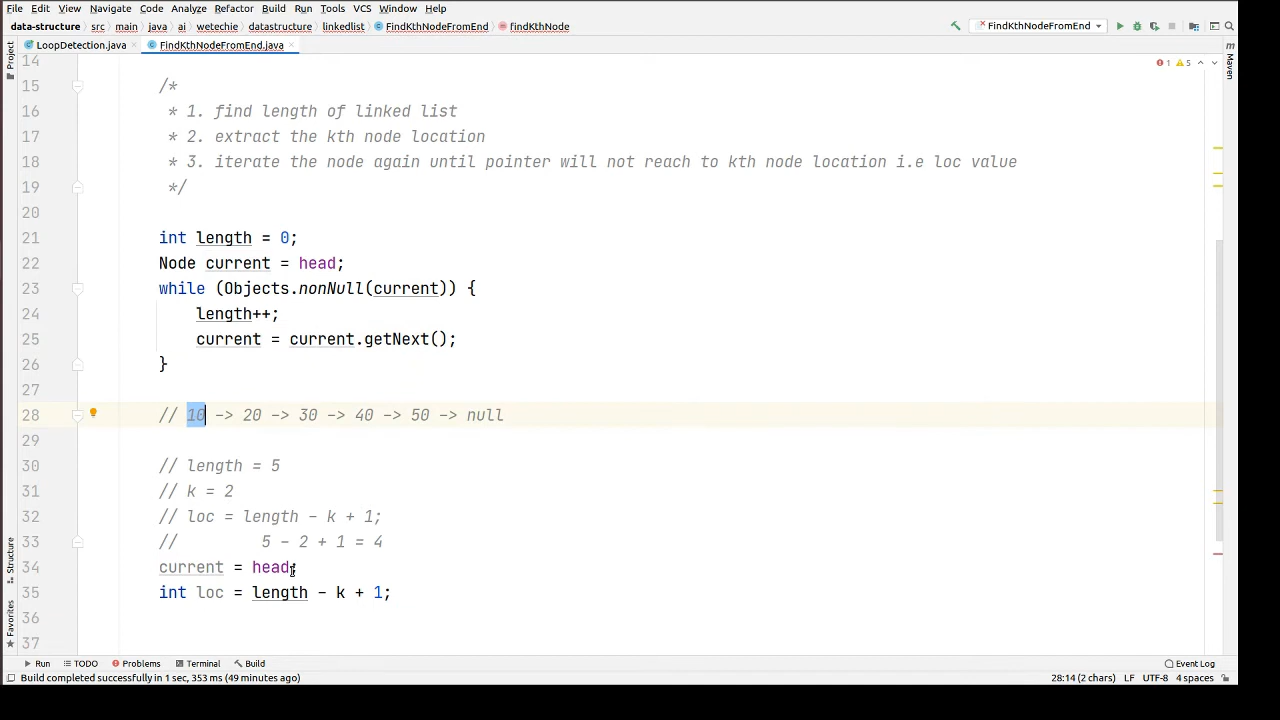 File Edit View Navigate Code Analyze Refactor Build Run Tools VCS Window Help
data-structure src main java ai wetechie datastructure linkedlist FindKthNodeFromEnd findKthNode FindKthNodeFromEnd
LoopDetection.java FindKthNodeFromEnd.java
Project
Maven
1 5
14
15 /*
16 * 1. find length of linked list
17 * 2. extract the kth node location
18 * 3. iterate the node again until pointer will not reach to kth node location i.e loc value
19 */
20
21 int length = 0;
22 Node current = head;
23 while (Objects.nonNull(current)) {
24 length++;
25 current = current.getNext();
26 }
27
28 // 10 -> 20 -> 30 -> 40 -> 50 -> null
29
30 // length = 5
31 // k = 2
32 // loc = length - k + 1;
33 // 5 - 2 + 1 = 4
34 current = head;
35 int loc = length - k + 1;
36
37
Structure
Favorites
Run TODO Problems Terminal Build Event Log
Build completed successfully in 1 sec, 353 ms (49 minutes ago) 28:14 (2 chars) LF UTF-8 4 spaces